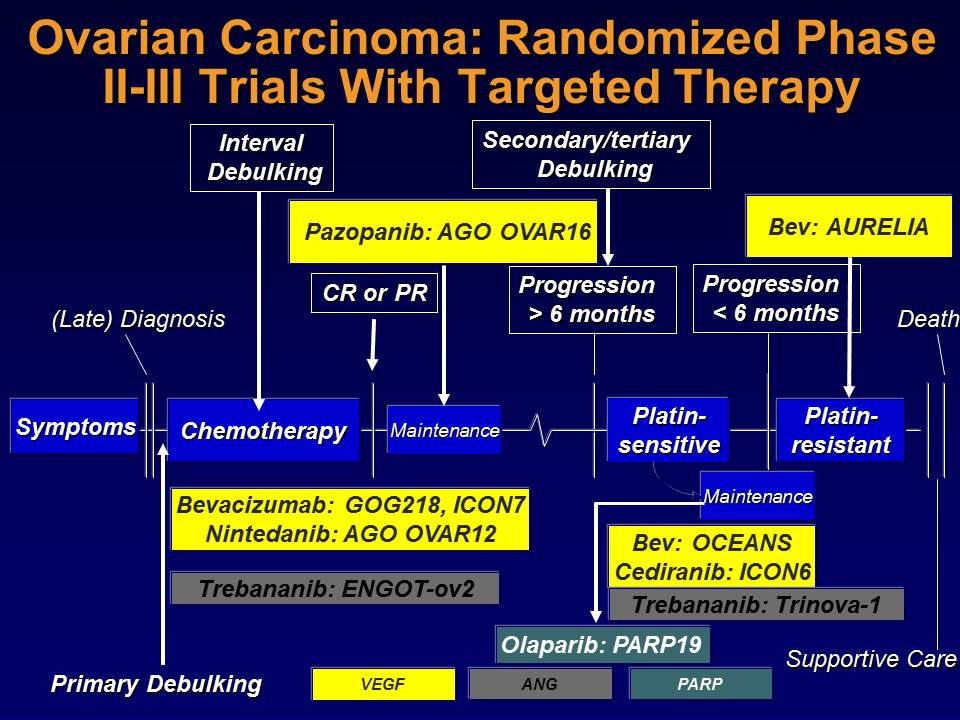 Ovarian Carcinoma: Randomized Phase
II-III Trials With Targeted Therapy
Interval
Debulking
Secondary/tertiary
Debulking
Pazopanib: AGO OVAR16
Bev: AURELIA
CR or PR
Progression
> 6 months
Progression
< 6 months
(Late) Diagnosis
Death
Symptoms
Chemotherapy
Maintenance
Platin-
sensitive
Platin-
resistant
Maintenance
Bevacizumab: GOG218, ICON7
Nintedanib: AGO OVAR12
Bev: OCEANS
Cediranib: ICON6
Trebananib: ENGOT-ov2
Trebananib: Trinova-1
Olaparib: PARP19
Supportive Care
Primary Debulking
VEGF
ANG
PARP